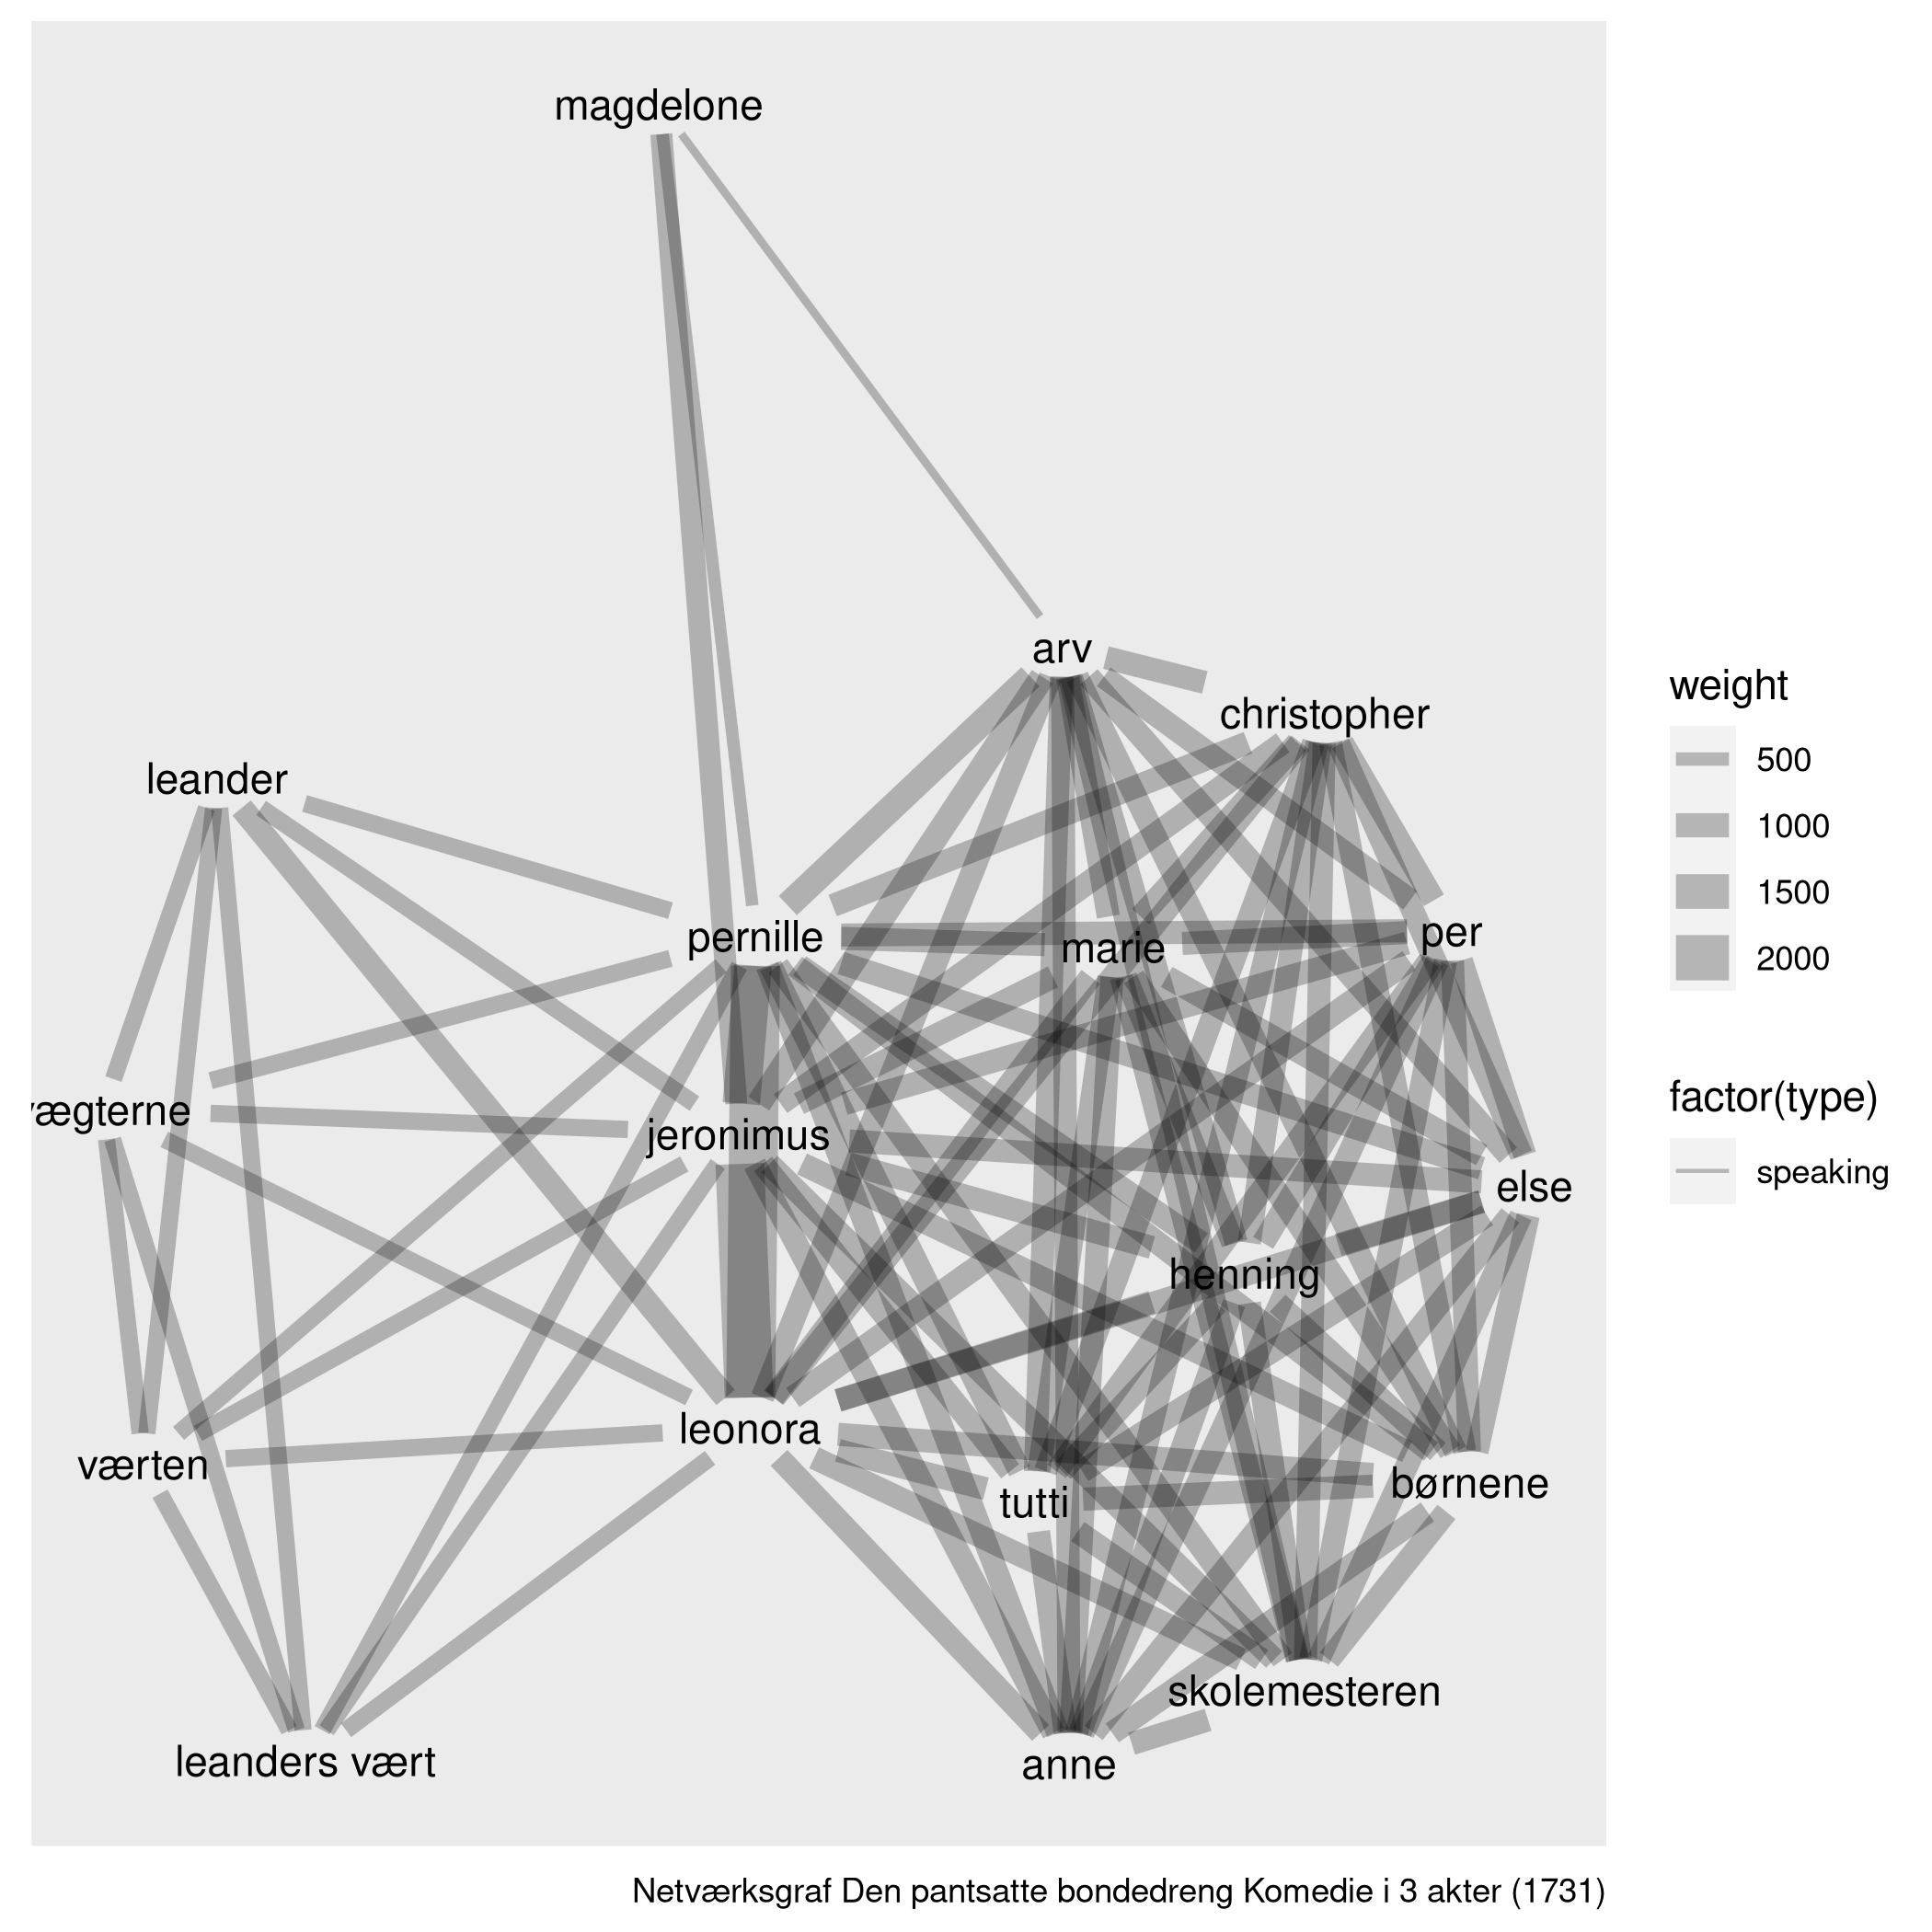 magdelone
arv
christopher
leander
pernille
marie
per
vægterne
jeronimus
else
henning
leonora
værten
tutti
børnene
skolemesteren
leanders vært
anne
weight
500
1000
1500
2000
factor(type)
speaking
Netværksgraf Den pantsatte bondedreng Komedie i 3 akter (1731)